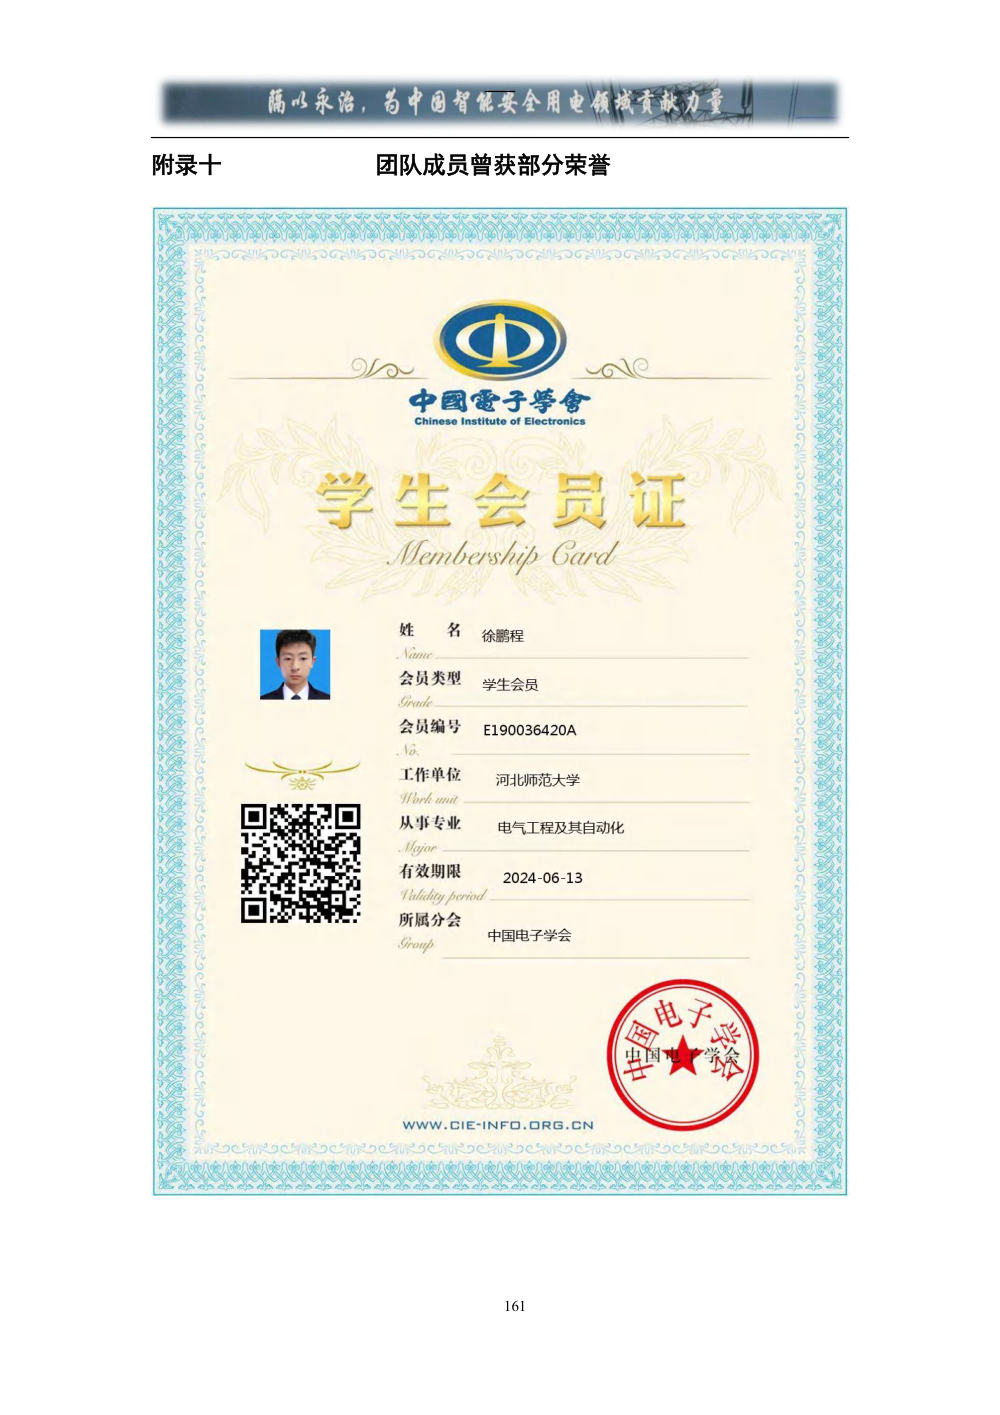 隔以永治，为中国智能安全用电领域贡献力量
附录十 团队成员曾获部分荣誉
中國電子學會
Chinese Institute of Electronics
学生会员证
Membership Card
姓 名 徐鹏程
Name
会员类型 学生会员
Grade
会员编号 E190036420A
No.
工作单位 河北师范大学
Work unit
从事专业 电气工程及其自动化
Major
有效期限 2024-06-13
Validity period
所属分会 中国电子学会
Group
中国电子学会
中国电子学会
WWW.CIE-INFO.ORG.CN
161